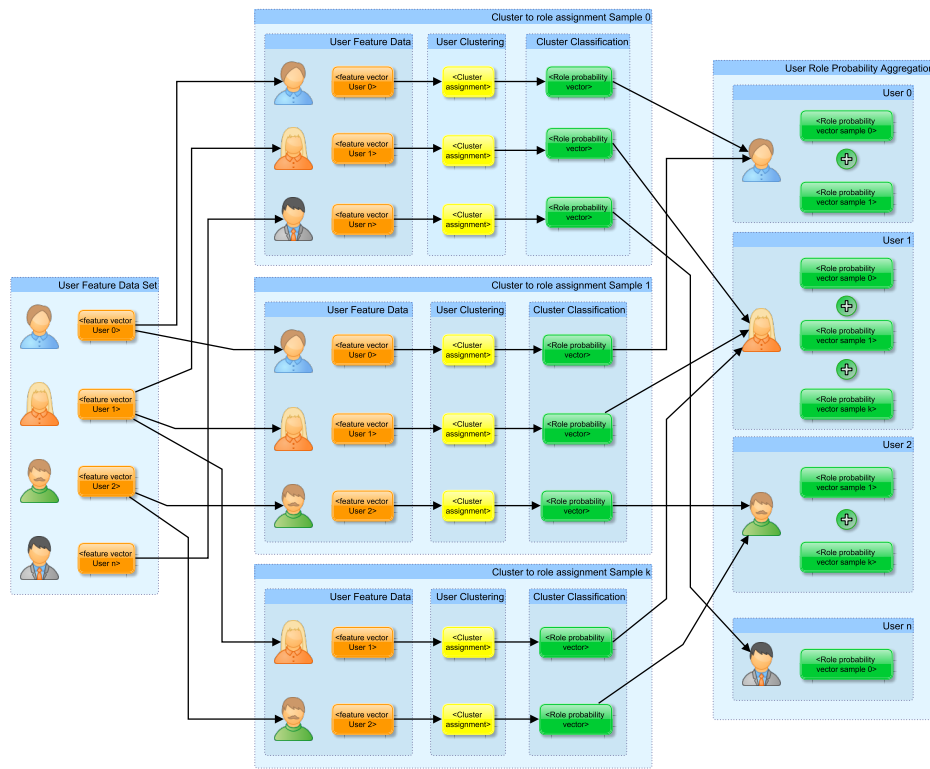 User Feature Data Set
<feature vector
User 0>
<feature vector
User 1>
<feature vector
User 2>
<feature vector
User n>
Cluster to role assignment Sample 0
User Feature Data
User Clustering
Cluster Classification
<feature vector
User 0>
<Cluster
assignment>
<Role probability
vector>
<feature vector
User 1>
<Cluster
assignment>
<Role probability
vector>
<feature vector
User n>
<Cluster
assignment>
<Role probability
vector>
Cluster to role assignment Sample 1
User Feature Data
User Clustering
Cluster Classification
<feature vector
User 0>
<Cluster
assignment>
<Role probability
vector>
<feature vector
User 1>
<Cluster
assignment>
<Role probability
vector>
<feature vector
User 2>
<Cluster
assignment>
<Role probability
vector>
Cluster to role assignment Sample k
User Feature Data
User Clustering
Cluster Classification
<feature vector
User 1>
<Cluster
assignment>
<Role probability
vector>
<feature vector
User 2>
<Cluster
assignment>
<Role probability
vector>
User Role Probability Aggregation
User 0
<Role probability
vector sample 0>
<Role probability
vector sample 1>
User 1
<Role probability
vector sample 0>
<Role probability
vector sample 1>
<Role probability
vector sample k>
User 2
<Role probability
vector sample 1>
<Role probability
vector sample k>
User n
<Role probability
vector sample 0>